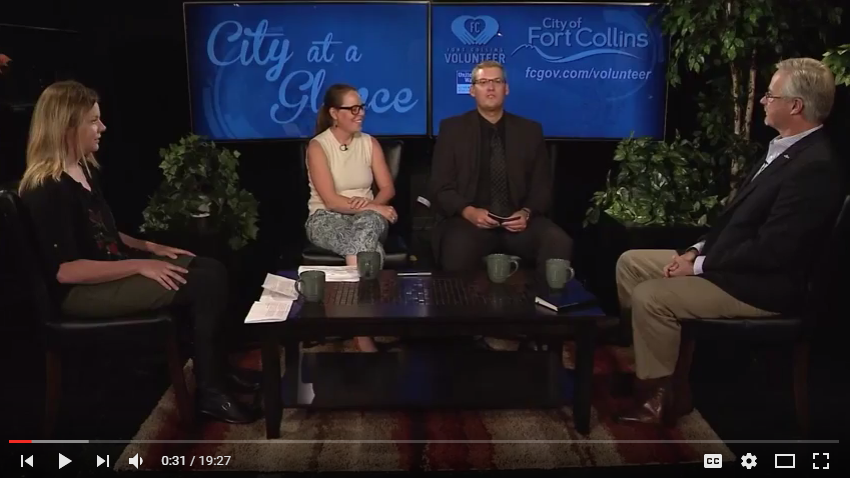 City at a
Glance
FC
FORT COLLINS
VOLUNTEER
City of
Fort Collins
fcgov.com/volunteer
0:31 / 19:27
CC